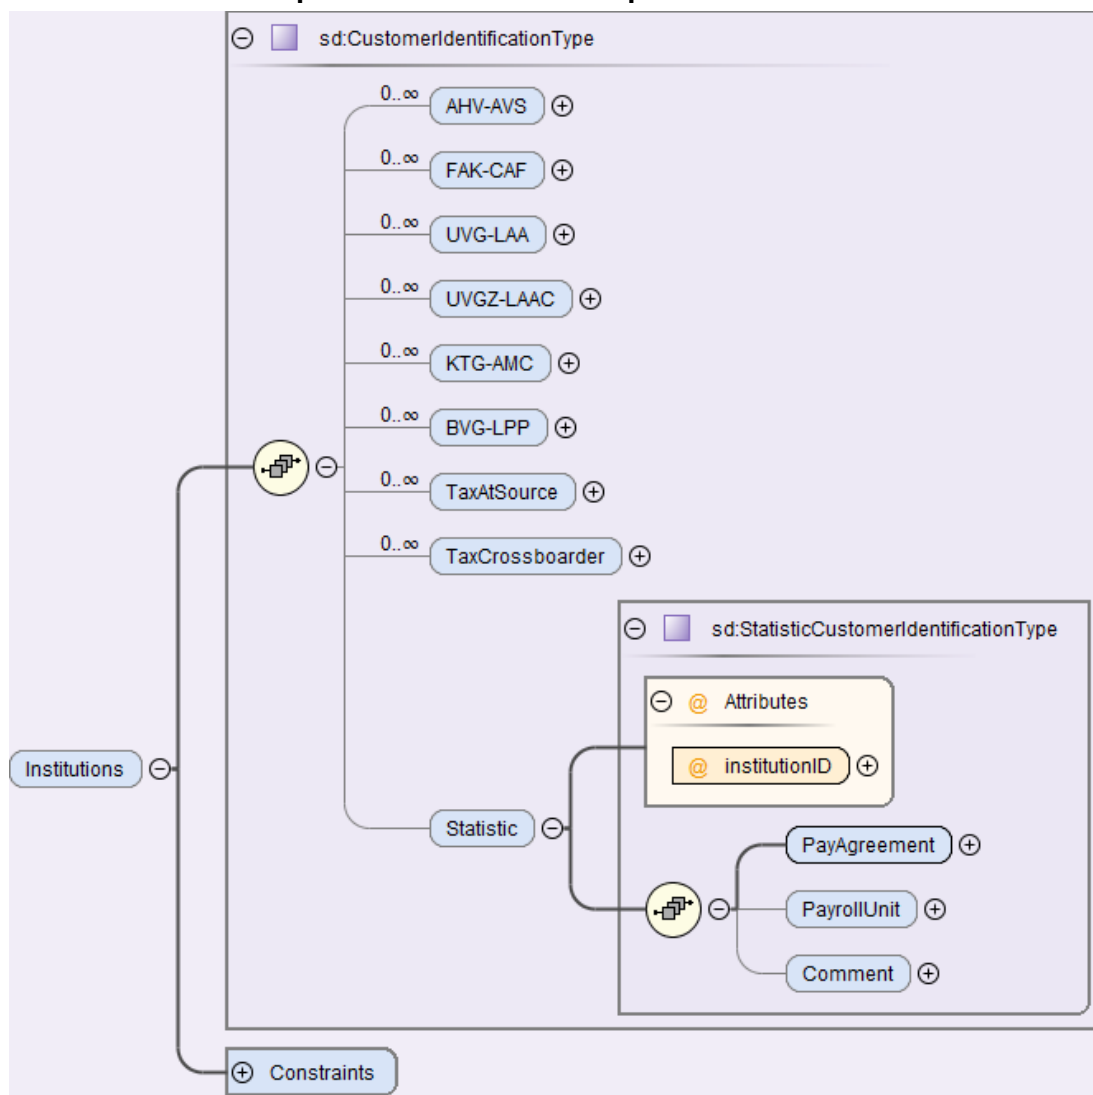 sd:CustomerIdentificationType
0..∞ AHV-AVS
0..∞ FAK-CAF
0..∞ UVG-LAA
0..∞ UVGZ-LAAC
0..∞ KTG-AMC
0..∞ BVG-LPP
0..∞ TaxAtSource
0..∞ TaxCrossboarder
sd:StatisticCustomerIdentificationType
@ Attributes
@ institutionID
Institutions
Statistic
PayAgreement
PayrollUnit
Comment
Constraints